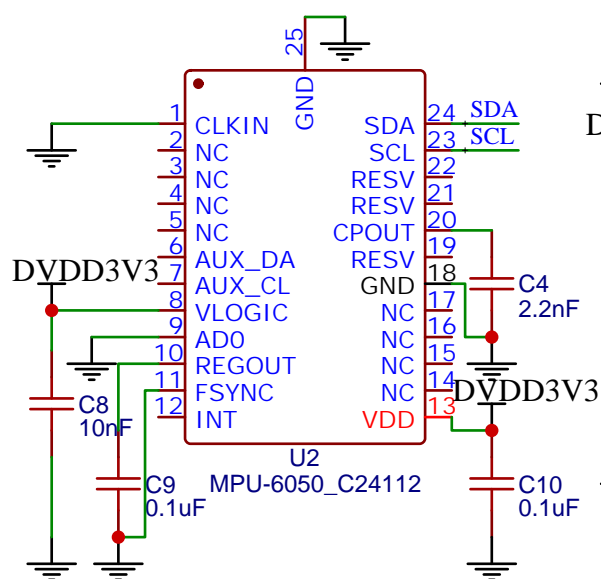 25
GND
1 CLKIN
2 NC
3 NC
4 NC
5 NC
6 AUX_DA
7 AUX_CL
8 VLOGIC
9 AD0
10 REGOUT
11 FSYNC
12 INT
24 SDA SDA
23 SCL SCL
22 RESV
21 RESV
20 CPOUT
19 RESV
18 GND
17 NC
16 NC
15 NC
14 NC
13 VDD
DVDD3V3
C8
10nF
C9
0.1uF
U2
MPU-6050_C24112
C4
2.2nF
DVDD3V3
C10
0.1uF
D